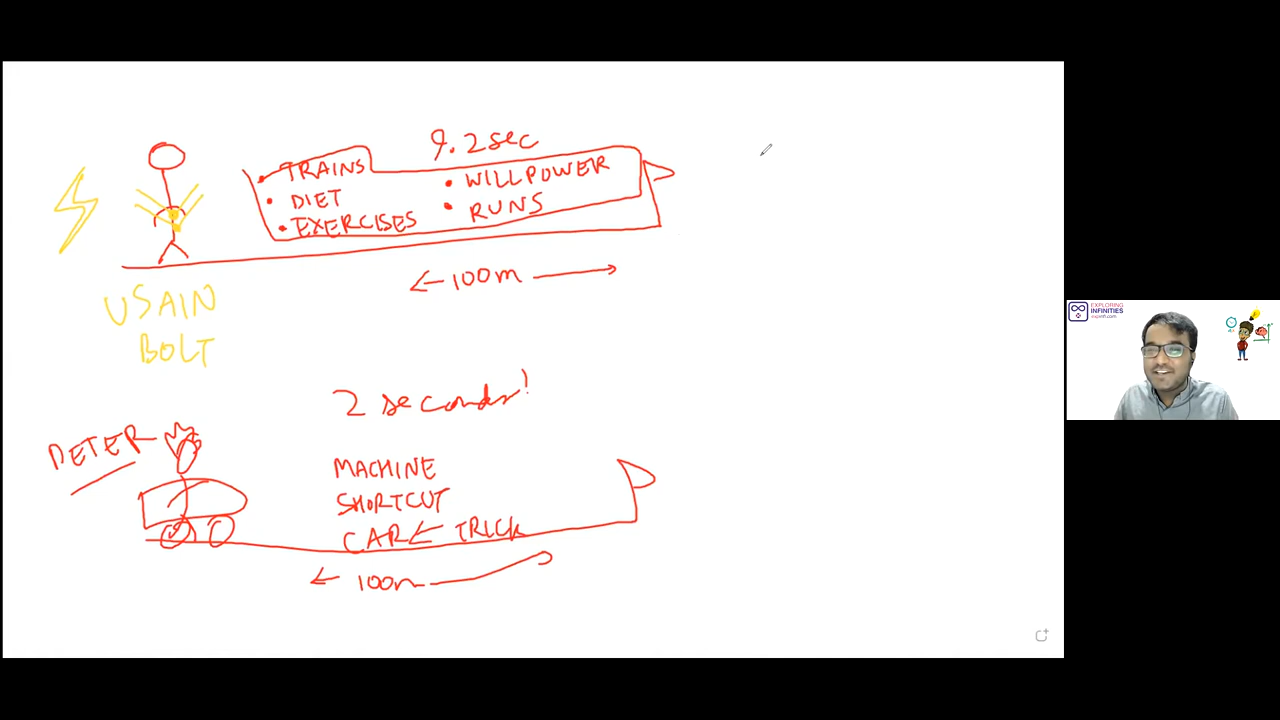 9.2sec
• TRAINS
• DIET
• EXERCISES
• WILLPOWER
• RUNS
100m
USAIN
BOLT
2 seconds!
DETER
MACHINE
SHORTCUT
CAR ← TRICK
100m
EXPLORING
INFINITIES